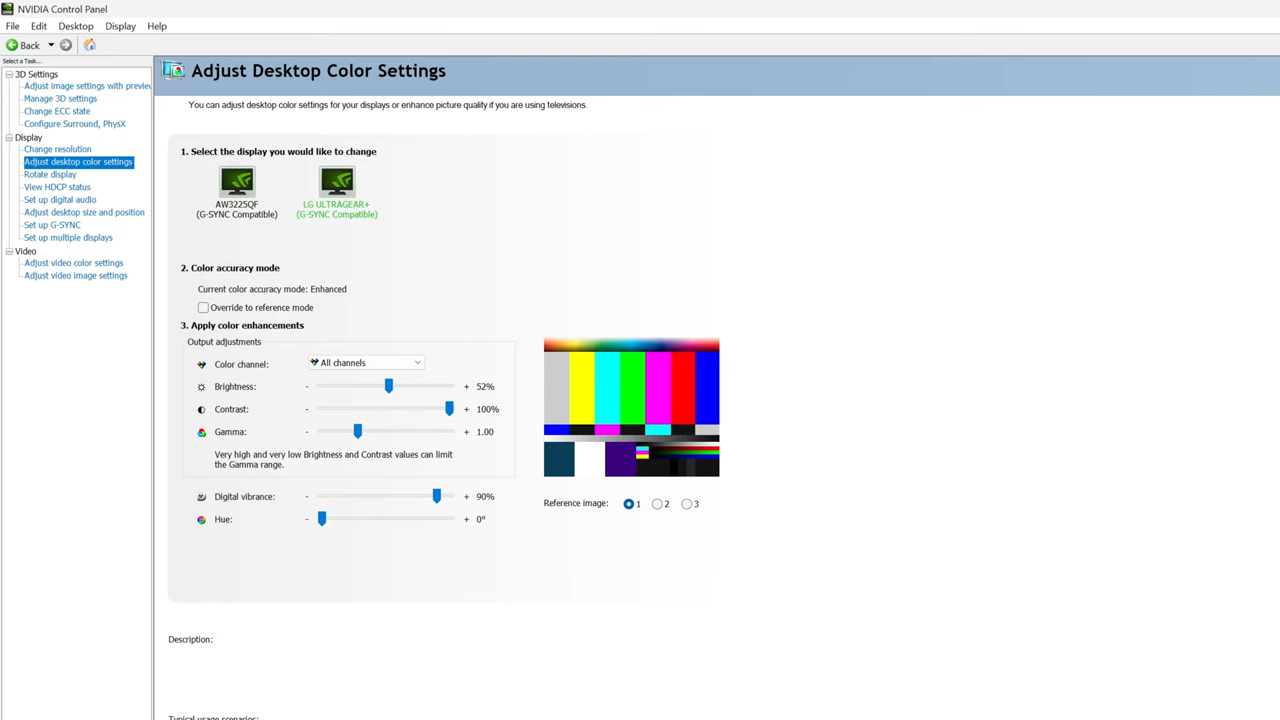 NVIDIA Control Panel
File Edit Desktop Display Help
Back
Select a Task...
3D Settings
Adjust image settings with preview
Manage 3D settings
Change ECC state
Configure Surround, PhysX
Display
Change resolution
Adjust desktop color settings
Rotate display
View HDCP status
Set up digital audio
Adjust desktop size and position
Set up G-SYNC
Set up multiple displays
Video
Adjust video color settings
Adjust video image settings
Adjust Desktop Color Settings
You can adjust desktop color settings for your displays or enhance picture quality if you are using televisions.
1. Select the display you would like to change
AW3225QF
(G-SYNC Compatible)
LG ULTRAGEAR+
(G-SYNC Compatible)
2. Color accuracy mode
Current color accuracy mode: Enhanced
Override to reference mode
3. Apply color enhancements
Output adjustments
Color channel: All channels
Brightness: - + 52%
Contrast: - + 100%
Gamma: - + 1.00
Very high and very low Brightness and Contrast values can limit
the Gamma range.
Digital vibrance: - + 90%
Hue: - + 0°
Reference image: 1 2 3
Description:
Typical usage scenarios: